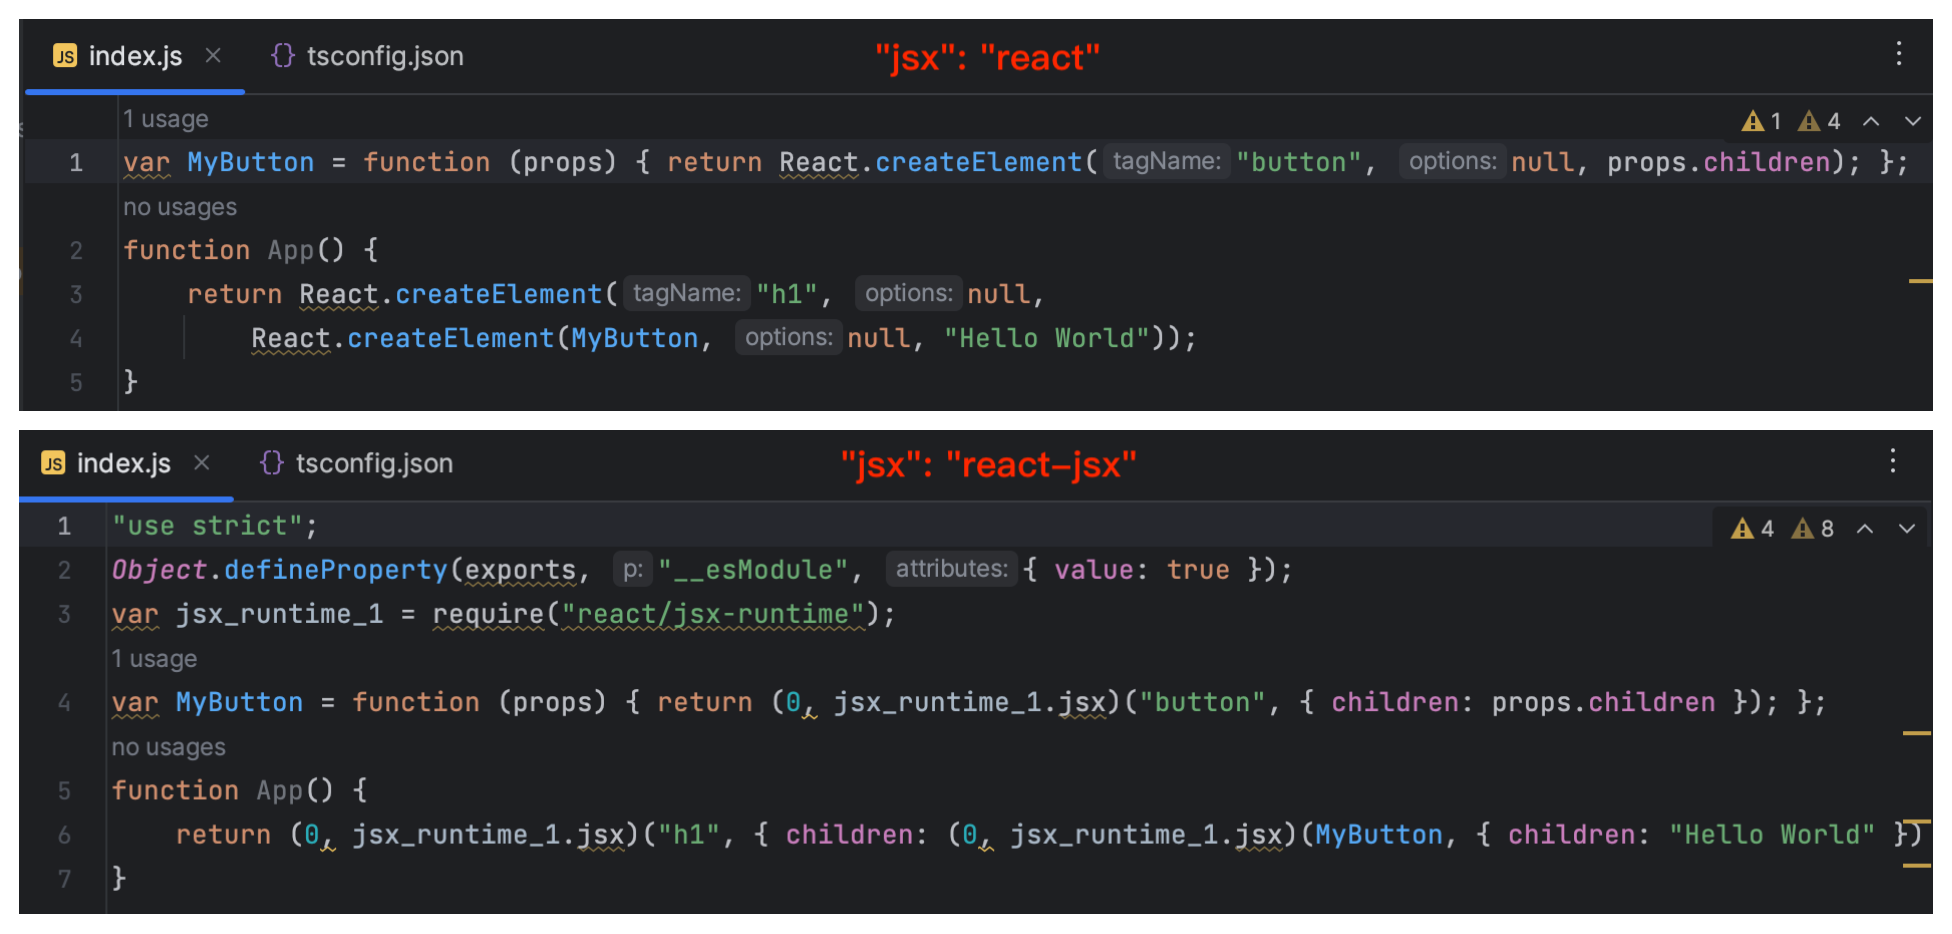 JS index.js × {} tsconfig.json "jsx": "react"
1 usage
1 4
1 var MyButton = function (props) { return React.createElement( tagName: "button", options: null, props.children); };
no usages
2 function App() {
3 return React.createElement( tagName: "h1", options: null,
4 React.createElement(MyButton, options: null, "Hello World"));
5 }
JS index.js × {} tsconfig.json "jsx": "react-jsx"
1 "use strict"; 4 8
2 Object.defineProperty(exports, p: "__esModule", attributes: { value: true });
3 var jsx_runtime_1 = require("react/jsx-runtime");
1 usage
4 var MyButton = function (props) { return (0, jsx_runtime_1.jsx)("button", { children: props.children }); };
no usages
5 function App() {
6 return (0, jsx_runtime_1.jsx)("h1", { children: (0, jsx_runtime_1.jsx)(MyButton, { children: "Hello World" })
7 }